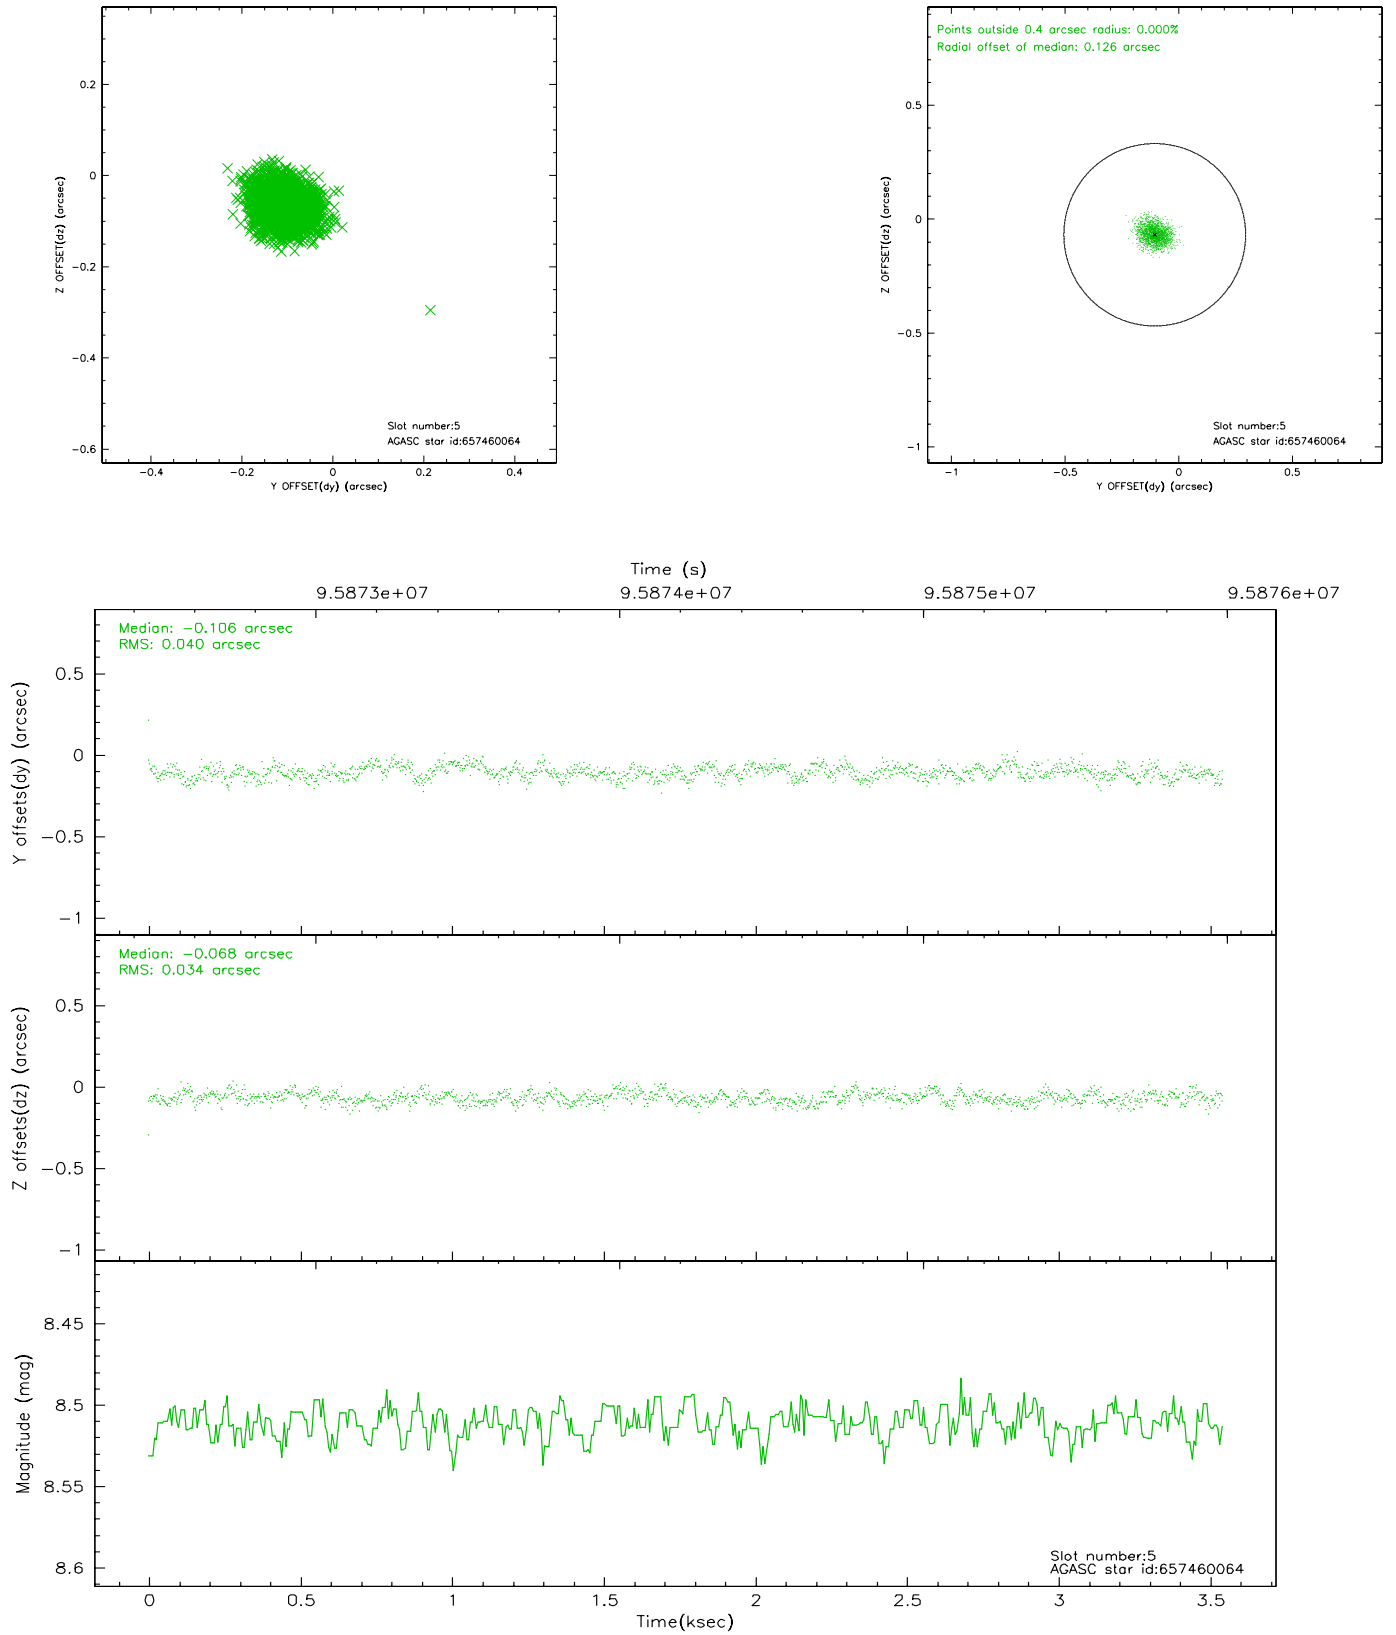 0.2
0
−0.2
−0.4
−0.6
Z OFFSET(dz) (arcsec)
Slot number:5
AGASC star id:657460064
−0.4 −0.2 0 0.2 0.4
Y OFFSET(dy) (arcsec)
Points outside 0.4 arcsec radius: 0.000%
Radial offset of median: 0.126 arcsec
0.5
0
−0.5
−1
Z OFFSET(dz) (arcsec)
Slot number:5
AGASC star id:657460064
−1 −0.5 0 0.5
Y OFFSET(dy) (arcsec)
Time (s)
9.5873e+07 9.5874e+07 9.5875e+07 9.5876e+07
Median: −0.106 arcsec
RMS: 0.040 arcsec
0.5
0
−0.5
−1
Y offsets(dy) (arcsec)
Median: −0.068 arcsec
RMS: 0.034 arcsec
0.5
0
−0.5
−1
Z offsets(dz) (arcsec)
8.45
8.5
8.55
8.6
Magnitude (mag)
Slot number:5
AGASC star id:657460064
0 0.5 1 1.5 2 2.5 3 3.5
Time(ksec)